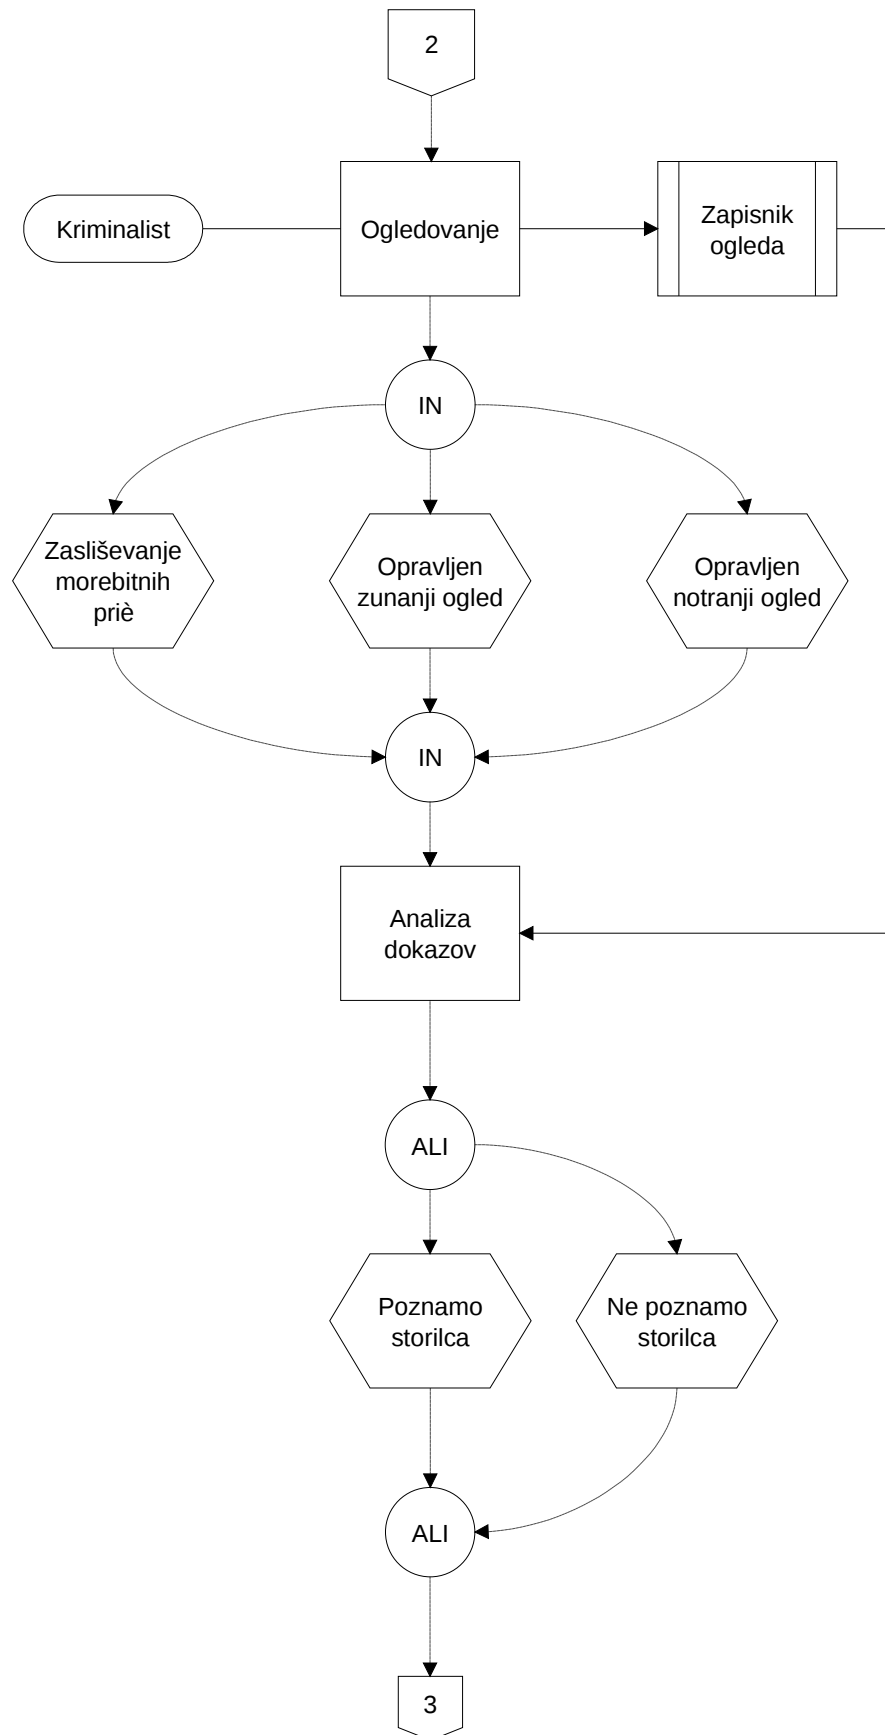 2
Kriminalist
Ogledovanje
Zapisnik
ogleda
IN
Zasliševanje
morebitnih
priè
Opravljen
zunanji ogled
Opravljen
notranji ogled
IN
Analiza
dokazov
ALI
Poznamo
storilca
Ne poznamo
storilca
ALI
3